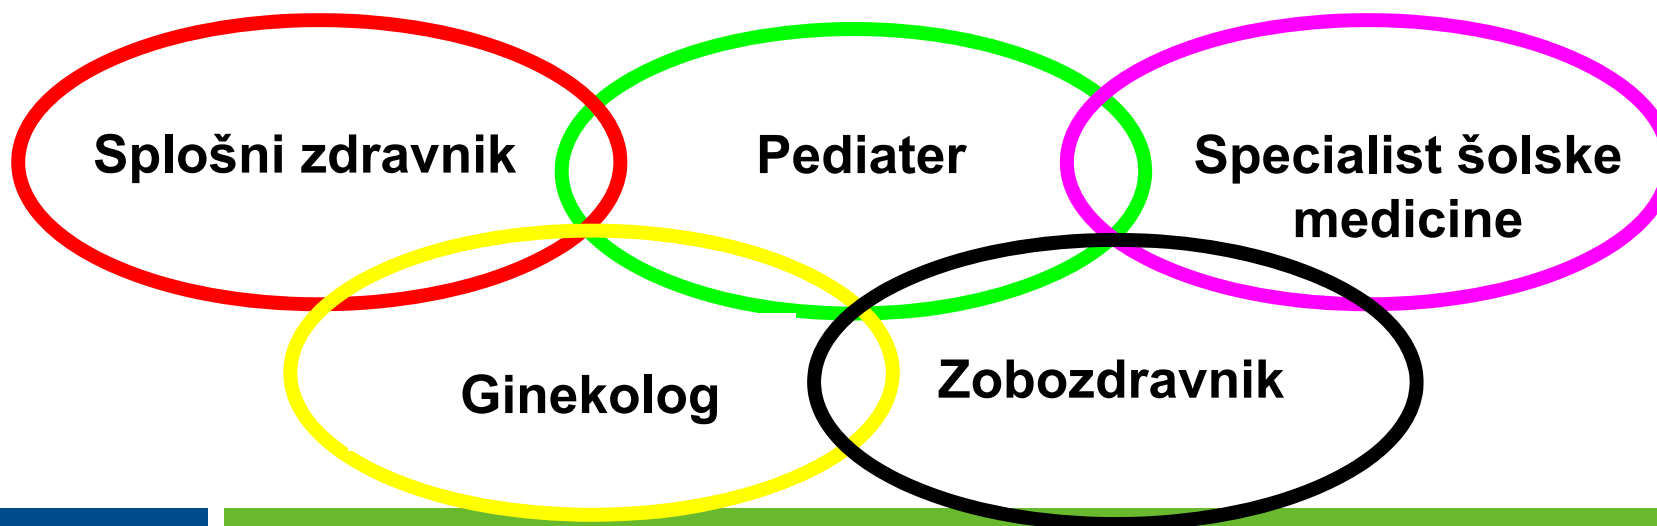 Splošni zdravnik
Pediater
Specialist šolske
medicine
Ginekolog
Zobozdravnik